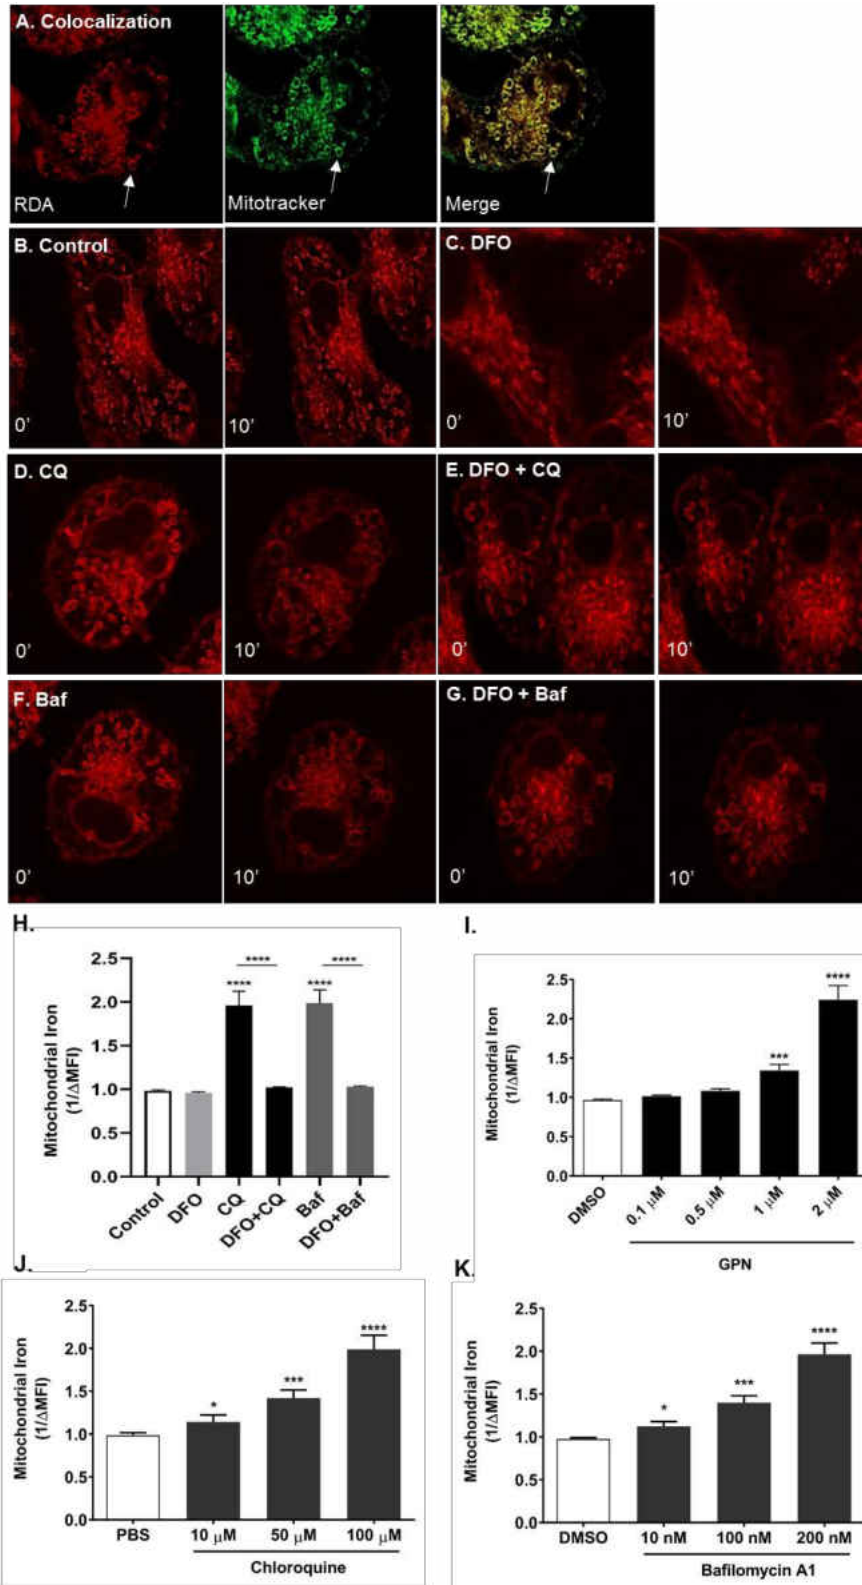 A. Colocalization
RDA
Mitotracker
Merge
B. Control
C. DFO
0'
10'
0'
10'
D. CQ
E. DFO + CQ
0'
10'
0'
10'
F. Baf
G. DFO + Baf
0'
10'
0'
10'
H.
Mitochondrial Iron
(1/ΔMFI)
2.5
2.0
1.5
1.0
0.5
0.0
**** **** **** ****
Control DFO CQ DFO+CQ Baf DFO+Baf
I.
Mitochondrial Iron
(1/ΔMFI)
2.5
2.0
1.5
1.0
0.5
0.0
*** ****
DMSO 0.1 μM 0.5 μM 1 μM 2 μM
GPN
J.
Mitochondrial Iron
(1/ΔMFI)
2.5
2.0
1.5
1.0
0.5
0.0
* *** ****
PBS 10 μM 50 μM 100 μM
Chloroquine
K.
Mitochondrial Iron
(1/ΔMFI)
2.5
2.0
1.5
1.0
0.5
0.0
* *** ****
DMSO 10 nM 100 nM 200 nM
Bafilomycin A1